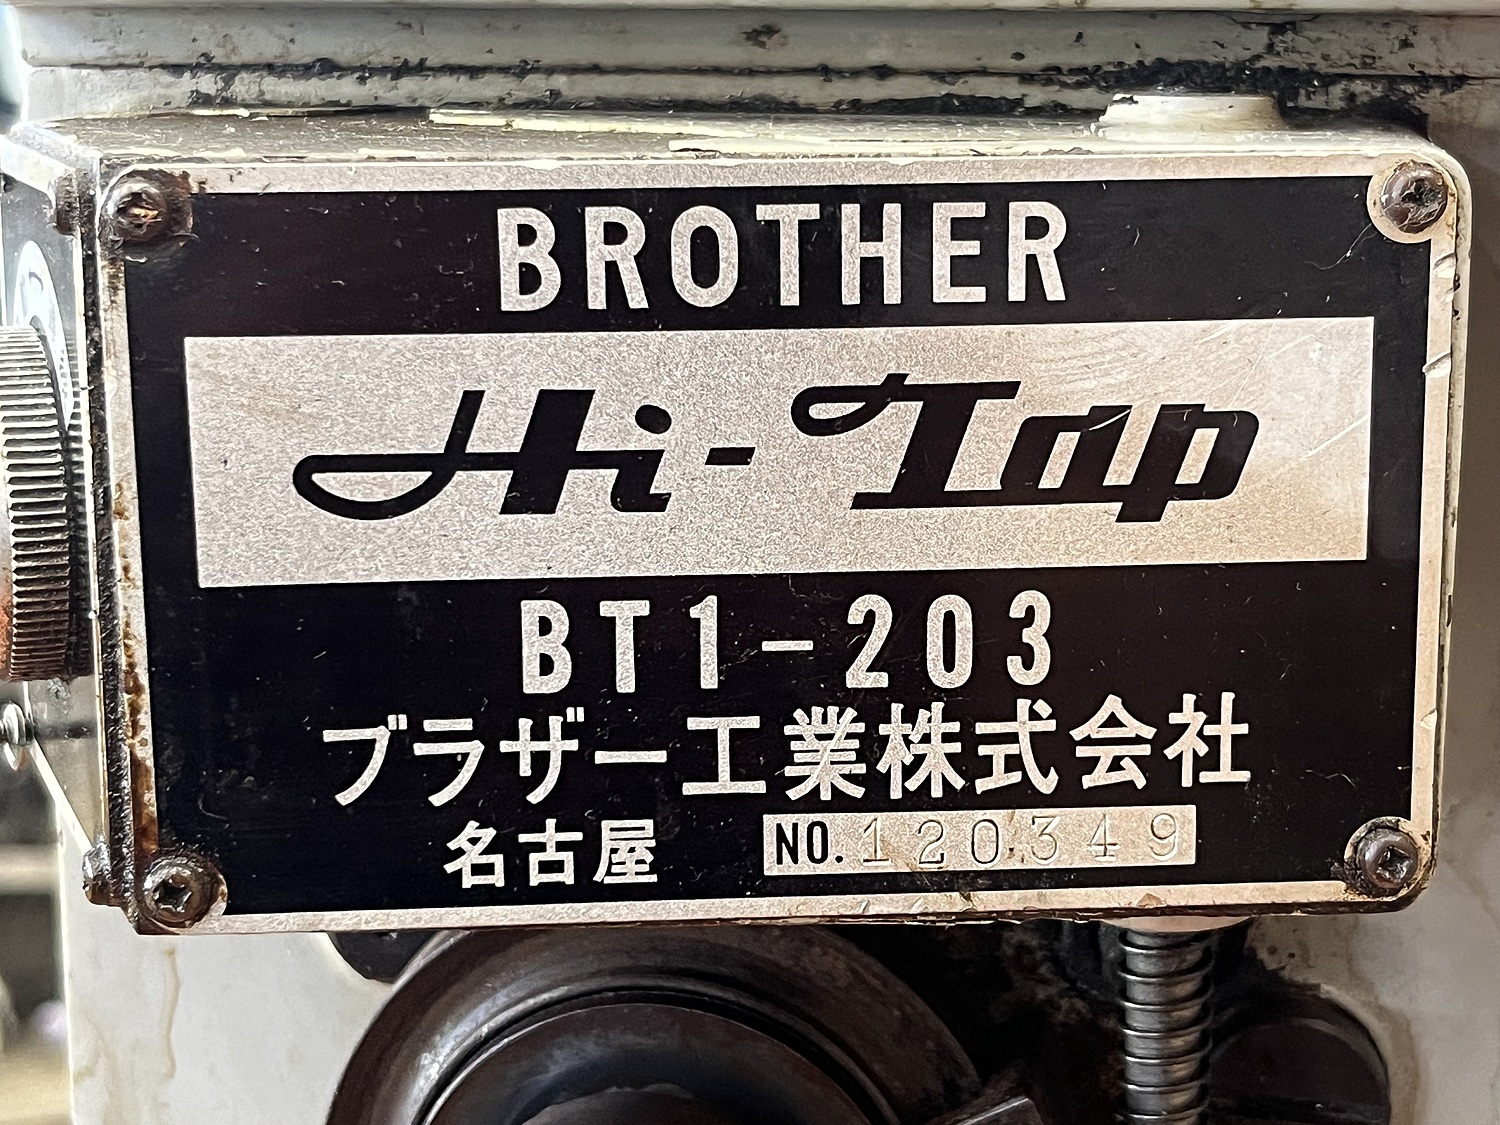 BROTHER
Hi-Tap
BT1-203
ブラザー工業株式会社
名古屋 NO. 120349